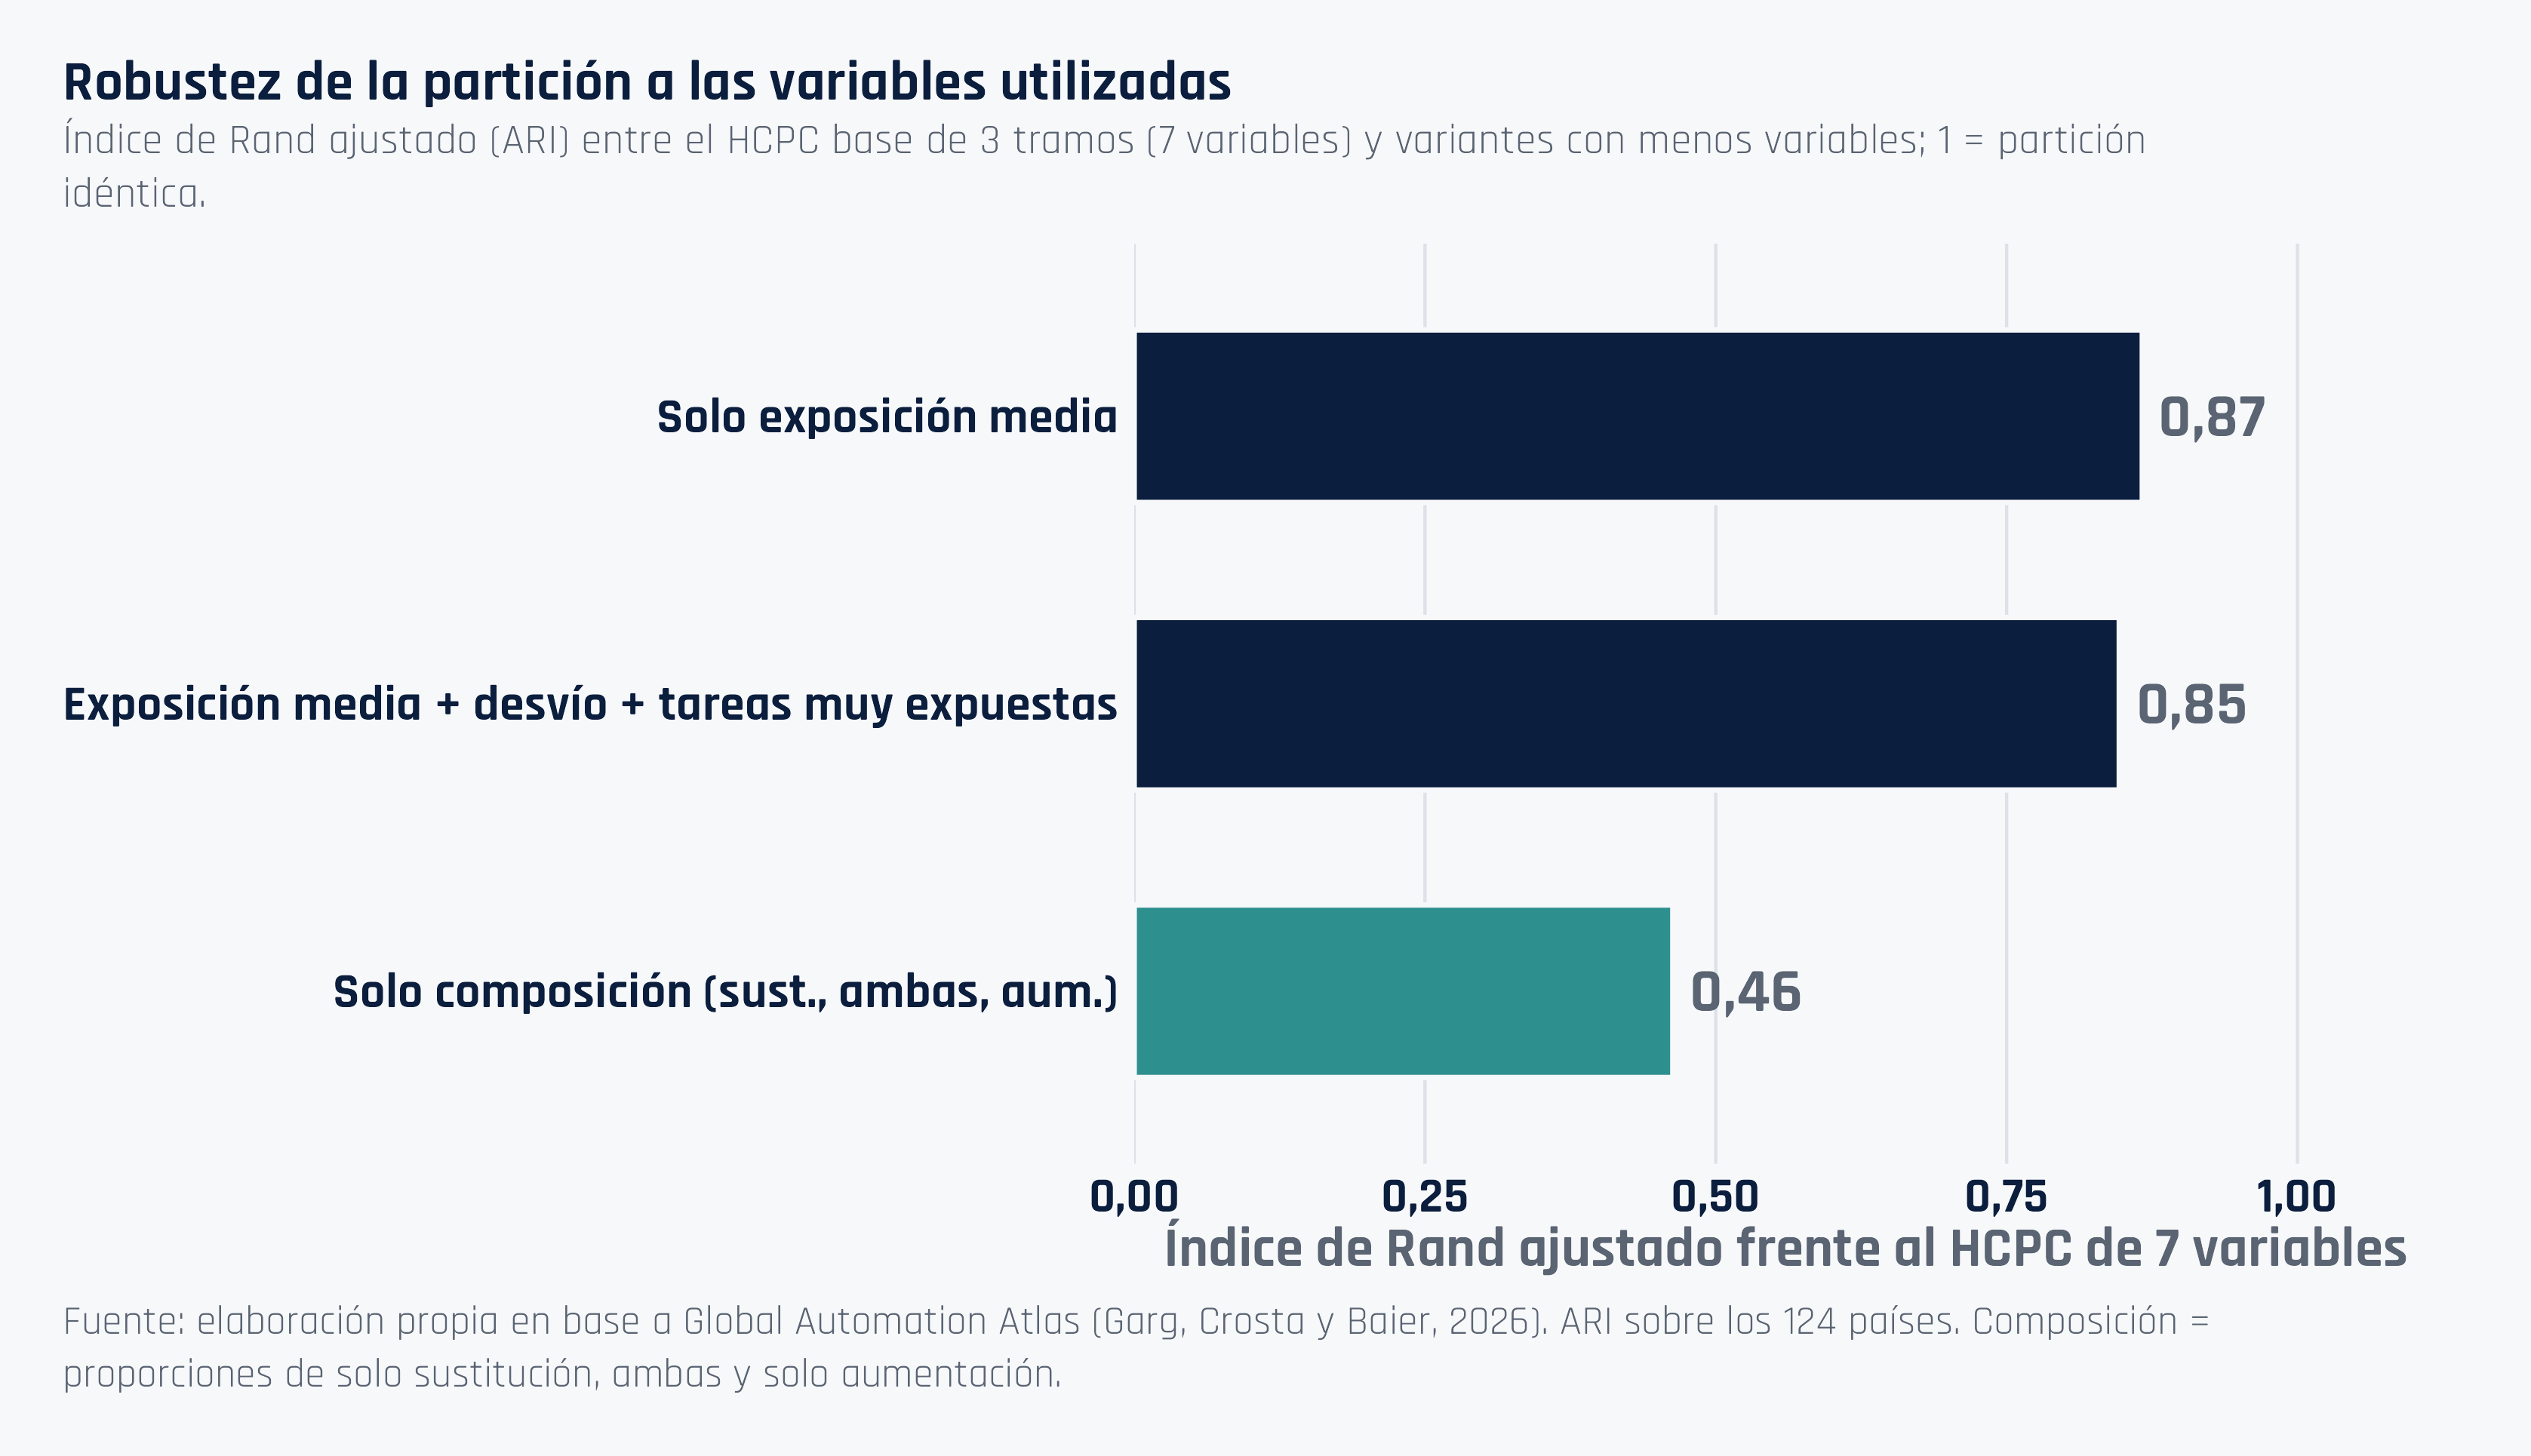 Robustez de la partición a las variables utilizadas
Índice de Rand ajustado (ARI) entre el HCPC base de 3 tramos (7 variables) y variantes con menos variables; 1 = partición
idéntica.
Solo exposición media
0,87
Exposición media + desvío + tareas muy expuestas
0,85
Solo composición (sust., ambas, aum.)
0,46
0,00 0,25 0,50 0,75 1,00
Índice de Rand ajustado frente al HCPC de 7 variables
Fuente: elaboración propia en base a Global Automation Atlas (Garg, Crosta y Baier, 2026). ARI sobre los 124 países. Composición =
proporciones de solo sustitución, ambas y solo aumentación.